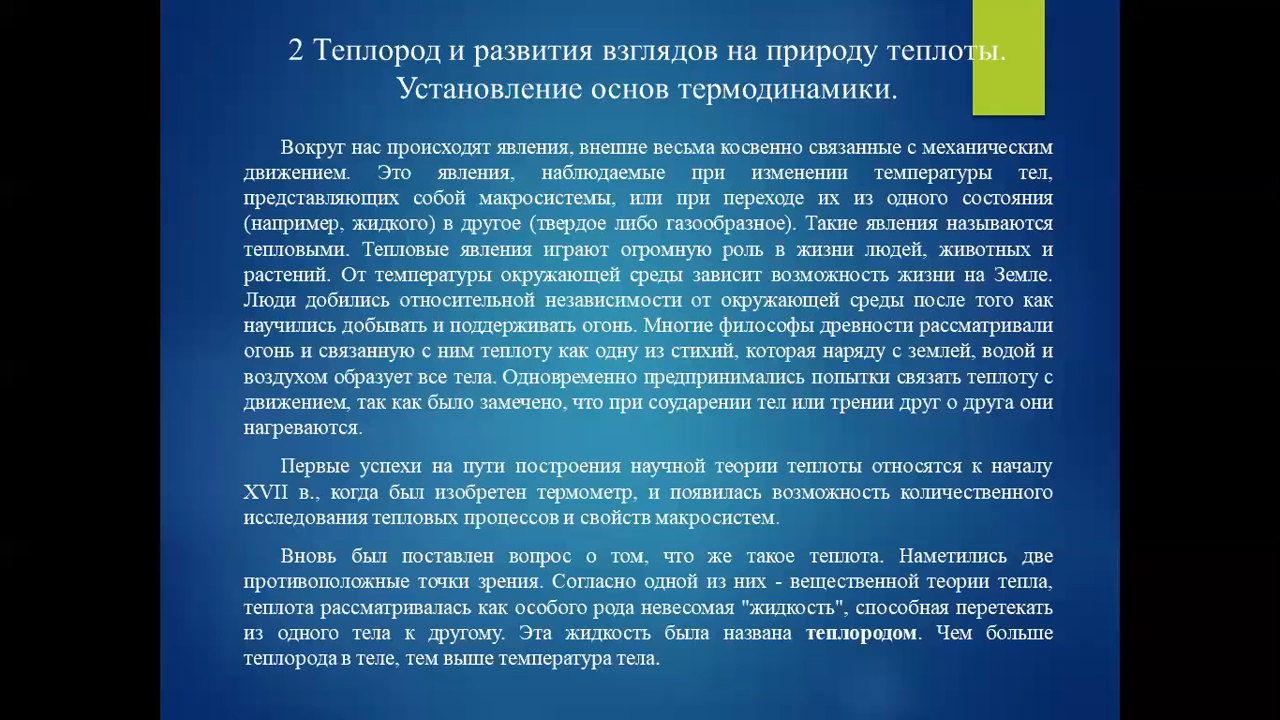 2 Теплород и развития взглядов на природу теплоты.
Установление основ термодинамики.
Вокруг нас происходят явления, внешне весьма косвенно связанные с механическим
движением. Это явления, наблюдаемые при изменении температуры тел,
представляющих собой макросистемы, или при переходе их из одного состояния
(например, жидкого) в другое (твердое либо газообразное). Такие явления называются
тепловыми. Тепловые явления играют огромную роль в жизни людей, животных и
растений. От температуры окружающей среды зависит возможность жизни на Земле.
Люди добились относительной независимости от окружающей среды после того как
научились добывать и поддерживать огонь. Многие философы древности рассматривали
огонь и связанную с ним теплоту как одну из стихий, которая наряду с землей, водой и
воздухом образует все тела. Одновременно предпринимались попытки связать теплоту с
движением, так как было замечено, что при соударении тел или трении друг о друга они
нагреваются.
Первые успехи на пути построения научной теории теплоты относятся к началу
XVII в., когда был изобретен термометр, и появилась возможность количественного
исследования тепловых процессов и свойств макросистем.
Вновь был поставлен вопрос о том, что же такое теплота. Наметились две
противоположные точки зрения. Согласно одной из них - вещественной теории тепла,
теплота рассматривалась как особого рода невесомая "жидкость", способная перетекать
из одного тела к другому. Эта жидкость была названа теплородом. Чем больше
теплорода в теле, тем выше температура тела.